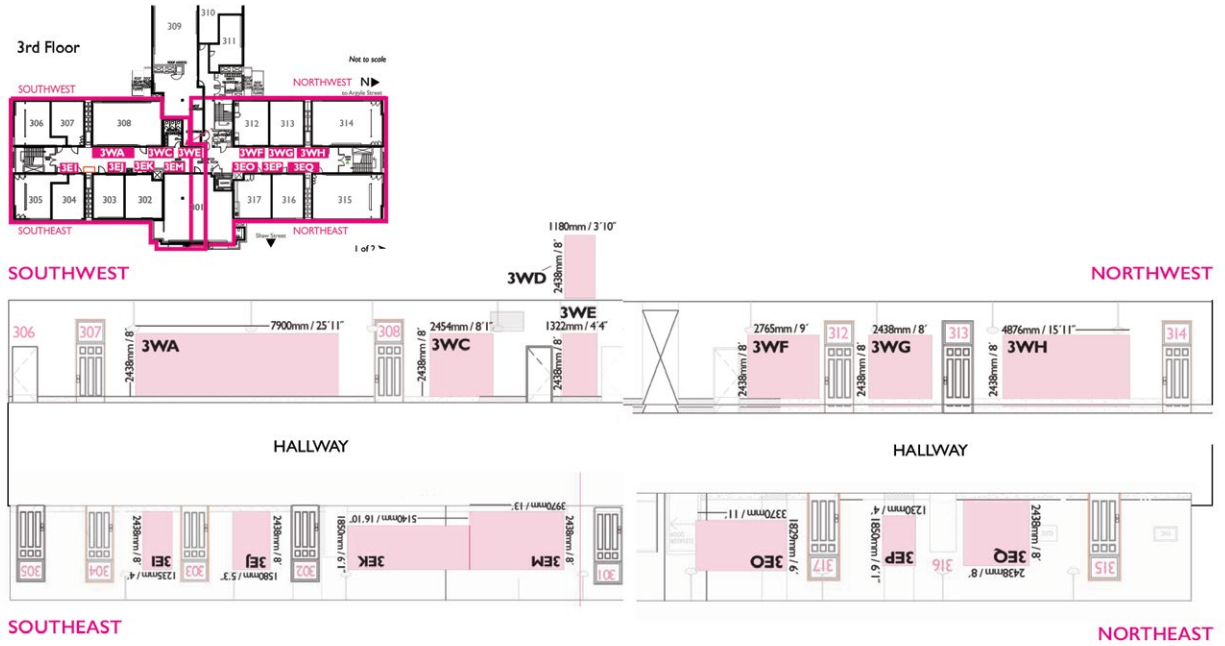 309
310
311
3rd Floor
Not to scale
SOUTHWEST
NORTHWEST N▶
to Argyle Street
306 307 308 312 313 314
3WA 3WC 3WE 3WF 3WG 3WH
3EI 3EJ 3EK 3EM 3EO 3EP 3EQ
305 304 303 302 301 317 316 315
SOUTHEAST
Shaw Street
NORTHEAST
1 of 2
1180mm / 3´10˝
2438mm / 8´
3WD
SOUTHWEST
NORTHWEST
306
307
2438mm / 8´
7900mm / 25´11˝
3WA
308
2454mm / 8´1˝
2438mm / 8´
3WC
3WE
1322mm / 4´4˝
2438mm / 8´
2765mm / 9´
2438mm / 8´
3WF
312
2438mm / 8´
2438mm / 8´
3WG
313
4876mm / 15´11˝
2438mm / 8´
3WH
314
HALLWAY
HALLWAY
305
304
2438mm / 8´
3EI
1235mm / 4´
303
3EJ
2438mm / 8´
1580mm / 5´3˝
302
1850mm / 6´1˝
5140mm / 16´10˝
3EK
3970mm / 13´
2438mm / 8´
3EM
301
3370mm / 11´
1829mm / 6´
3EO
317
1230mm / 4´
1850mm / 6´1˝
3EP
316
2438mm / 8´
3EQ
2438mm / 8´
315
SOUTHEAST
NORTHEAST